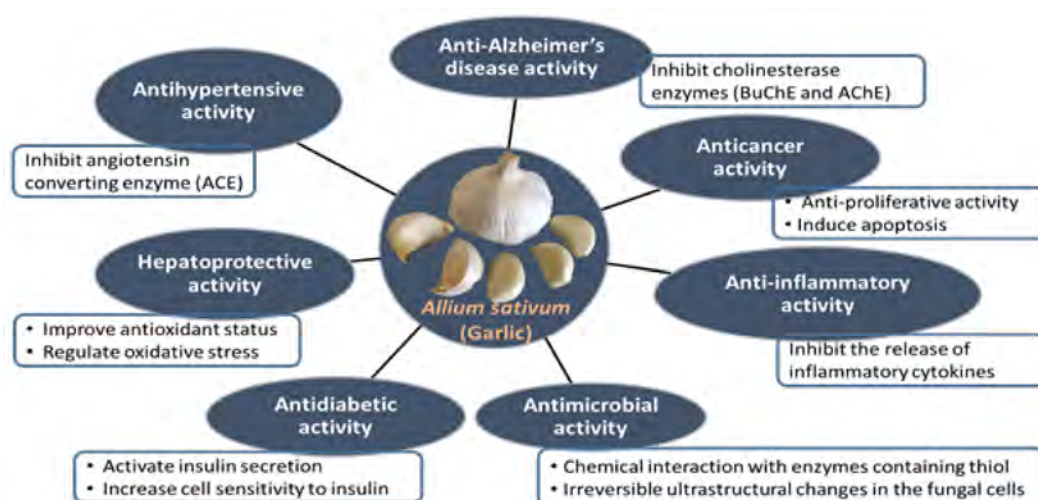 Anti-Alzheimer's
disease activity
Inhibit cholinesterase
enzymes (BuChE and AChE)
Antihypertensive
activity
Inhibit angiotensin
converting enzyme (ACE)
Anticancer
activity
• Anti-proliferative activity
• Induce apoptosis
Hepatoprotective
activity
• Improve antioxidant status
• Regulate oxidative stress
Allium sativum
(Garlic)
Anti-inflammatory
activity
Inhibit the release of
inflammatory cytokines
Antidiabetic
activity
• Activate insulin secretion
• Increase cell sensitivity to insulin
Antimicrobial
activity
• Chemical interaction with enzymes containing thiol
• Irreversible ultrastructural changes in the fungal cells